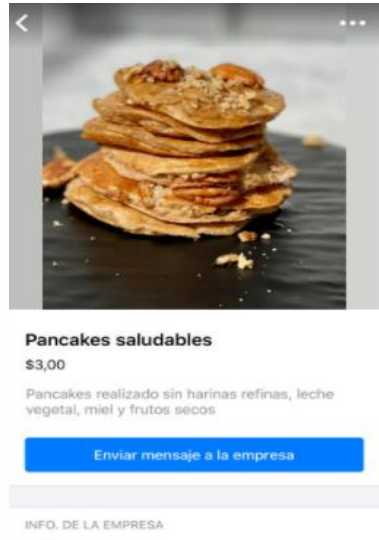 Pancakes saludables
$3,00
Pancakes realizado sin harinas refinas, leche
vegetal, miel y frutos secos
Enviar mensaje a la empresa
INFO. DE LA EMPRESA